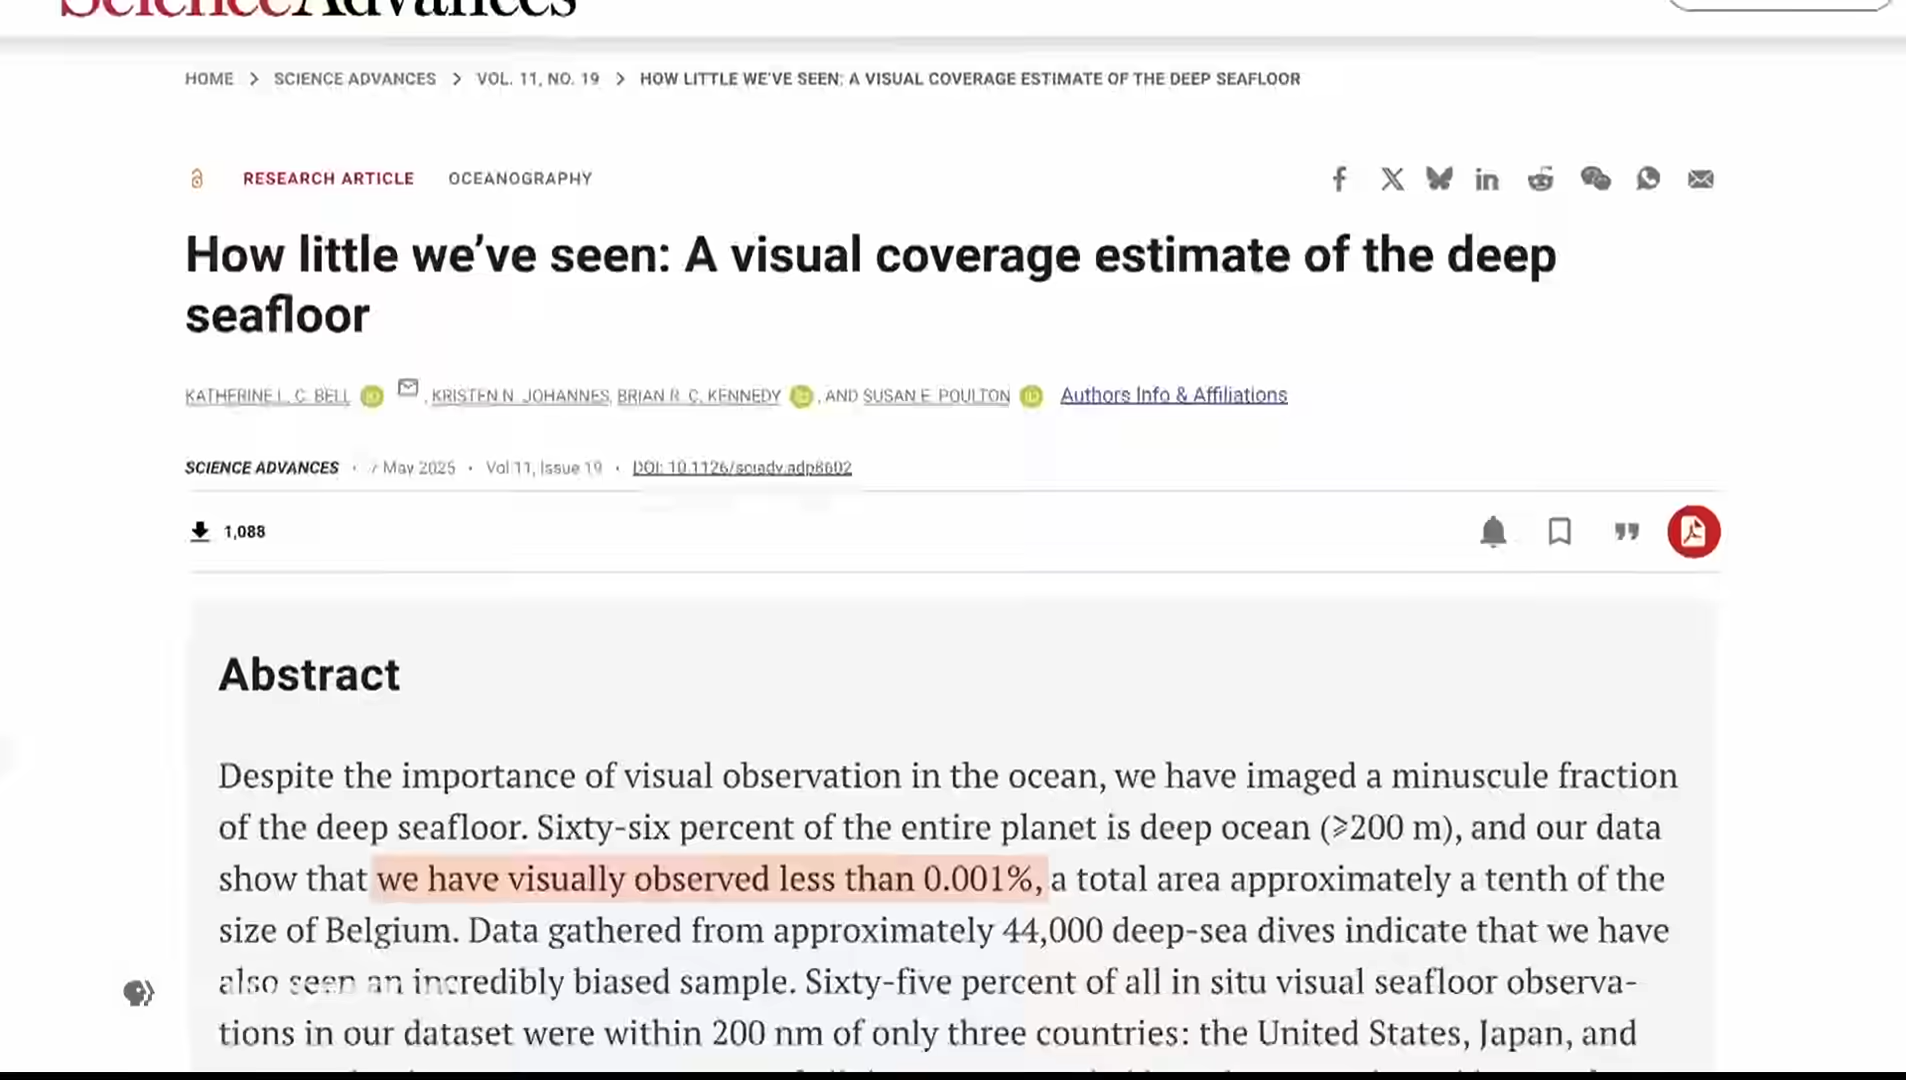 ScienceAdvances
HOME > SCIENCE ADVANCES > VOL. 11, NO. 19 > HOW LITTLE WE'VE SEEN: A VISUAL COVERAGE ESTIMATE OF THE DEEP SEAFLOOR
RESEARCH ARTICLE OCEANOGRAPHY
How little we've seen: A visual coverage estimate of the deep
seafloor
KATHERINE L. C. BELL, KRISTEN N. JOHANNES, BRIAN R. C. KENNEDY, AND SUSAN E. POULTON Authors Info & Affiliations
SCIENCE ADVANCES · 7 May 2025 · Vol 11, Issue 19 · DOI: 10.1126/sciadv.adp8602
1,088
Abstract
Despite the importance of visual observation in the ocean, we have imaged a minuscule fraction
of the deep seafloor. Sixty-six percent of the entire planet is deep ocean (≥200 m), and our data
show that we have visually observed less than 0.001%, a total area approximately a tenth of the
size of Belgium. Data gathered from approximately 44,000 deep-sea dives indicate that we have
also seen an incredibly biased sample. Sixty-five percent of all in situ visual seafloor observa-
tions in our dataset were within 200 nm of only three countries: the United States, Japan, and